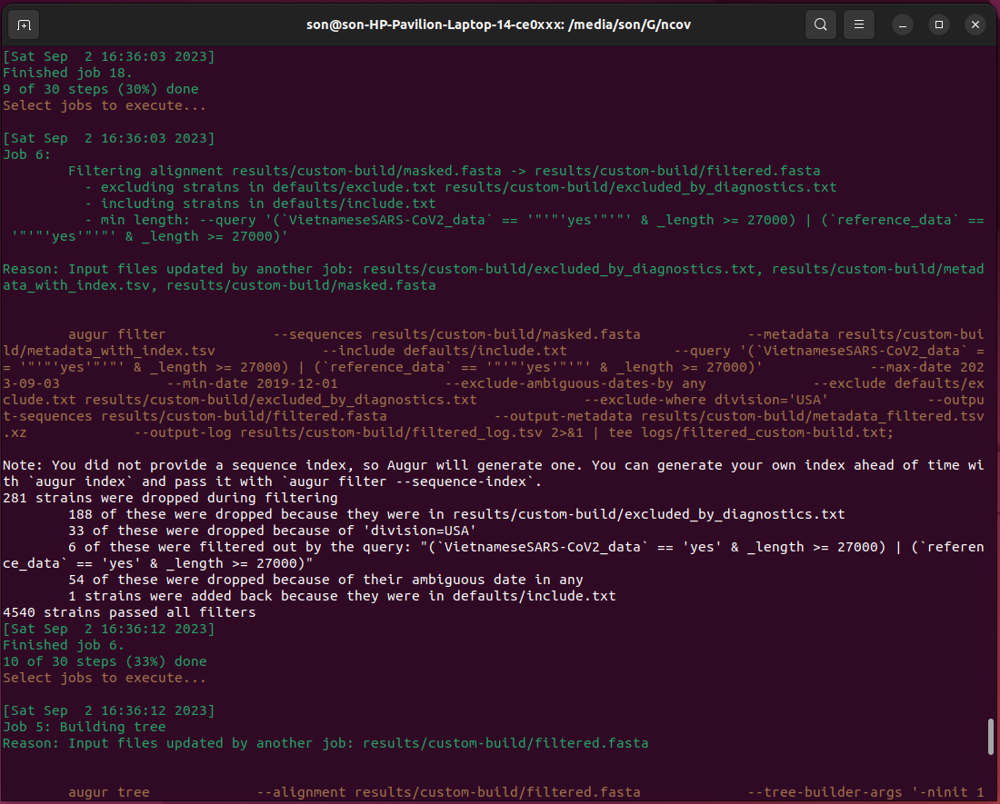 son@son-HP-Pavilion-Laptop-14-ce0xxx: /media/son/G/ncov
[Sat Sep  2 16:36:03 2023]
Finished job 18.
9 of 30 steps (30%) done
Select jobs to execute...
[Sat Sep  2 16:36:03 2023]
Job 6:
        Filtering alignment results/custom-build/masked.fasta -> results/custom-build/filtered.fasta
          - excluding strains in defaults/exclude.txt results/custom-build/excluded_by_diagnostics.txt
          - including strains in defaults/include.txt
          - min length: --query '(`VietnameseSARS-CoV2_data` == '"'"'yes'"'"' & _length >= 27000) | (`reference_data` ==
 '"'"'yes'"'"' & _length >= 27000)'
Reason: Input files updated by another job: results/custom-build/excluded_by_diagnostics.txt, results/custom-build/metad
ata_with_index.tsv, results/custom-build/masked.fasta
        augur filter             --sequences results/custom-build/masked.fasta             --metadata results/custom-bui
ld/metadata_with_index.tsv             --include defaults/include.txt             --query '(`VietnameseSARS-CoV2_data` =
= '"'"'yes'"'"' & _length >= 27000) | (`reference_data` == '"'"'yes'"'"' & _length >= 27000)'             --max-date 202
3-09-03             --min-date 2019-12-01             --exclude-ambiguous-dates-by any             --exclude defaults/ex
clude.txt results/custom-build/excluded_by_diagnostics.txt             --exclude-where division='USA'            --outpu
t-sequences results/custom-build/filtered.fasta             --output-metadata results/custom-build/metadata_filtered.tsv
.xz             --output-log results/custom-build/filtered_log.tsv 2>&1 | tee logs/filtered_custom-build.txt;
Note: You did not provide a sequence index, so Augur will generate one. You can generate your own index ahead of time wi
th `augur index` and pass it with `augur filter --sequence-index`.
281 strains were dropped during filtering
        188 of these were dropped because they were in results/custom-build/excluded_by_diagnostics.txt
        33 of these were dropped because of 'division=USA'
        6 of these were filtered out by the query: "(`VietnameseSARS-CoV2_data` == 'yes' & _length >= 27000) | (`referen
ce_data` == 'yes' & _length >= 27000)"
        54 of these were dropped because of their ambiguous date in any
        1 strains were added back because they were in defaults/include.txt
4540 strains passed all filters
[Sat Sep  2 16:36:12 2023]
Finished job 6.
10 of 30 steps (33%) done
Select jobs to execute...
[Sat Sep  2 16:36:12 2023]
Job 5: Building tree
Reason: Input files updated by another job: results/custom-build/filtered.fasta
        augur tree             --alignment results/custom-build/filtered.fasta             --tree-builder-args '-ninit 1